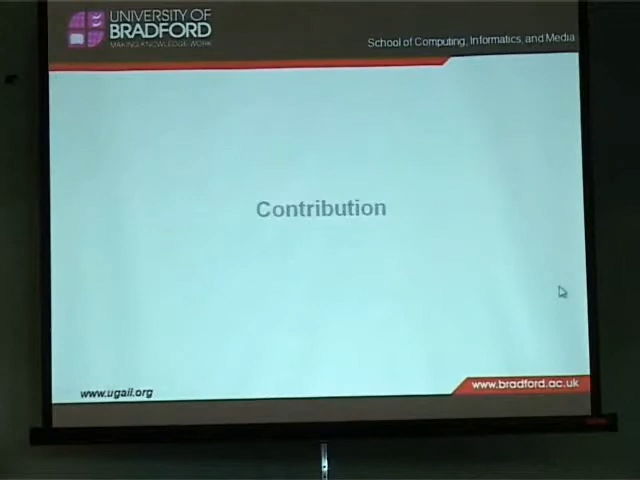 UNIVERSITY OF
BRADFORD
MAKING KNOWLEDGE WORK
School of Computing, Informatics, and Media
Contribution
www.ugail.org
www.bradford.ac.uk